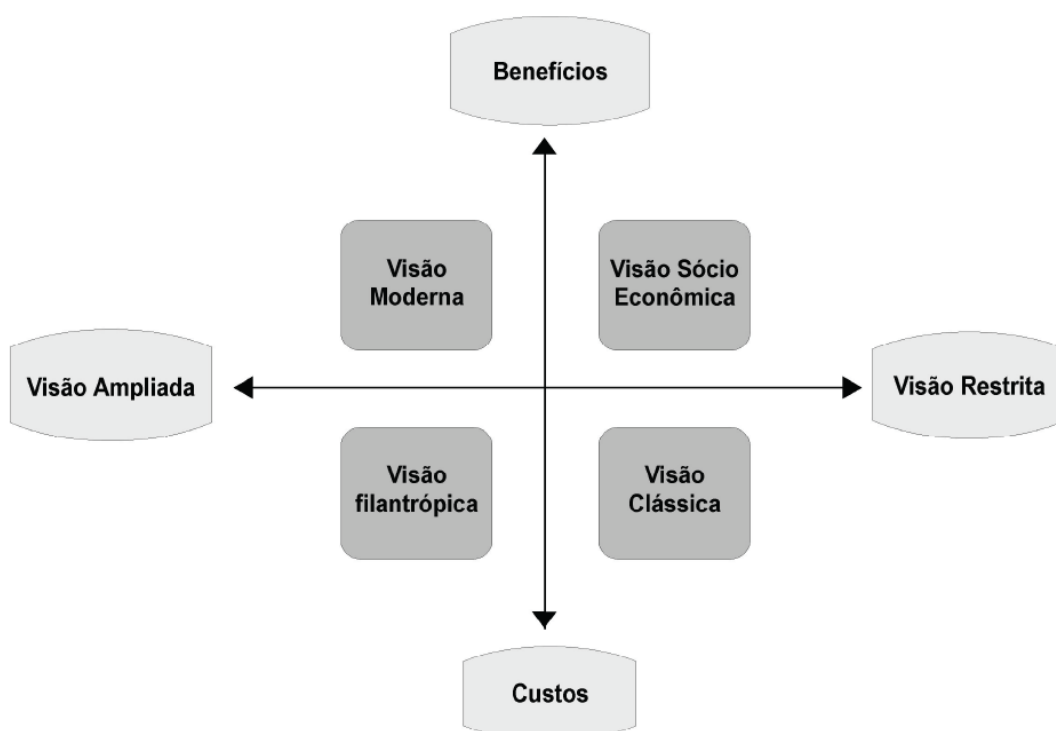 Benefícios
Visão
Moderna
Visão Sócio
Econômica
Visão Ampliada
Visão Restrita
Visão
filantrópica
Visão
Clássica
Custos